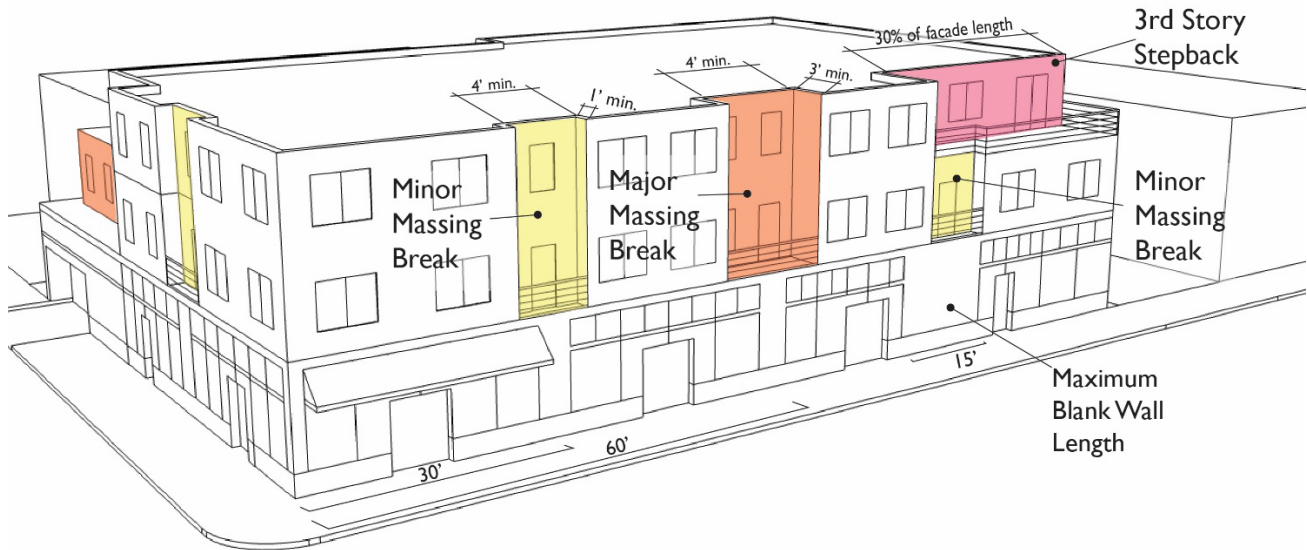 30% of facade length
3rd Story
Stepback
4' min.
1' min.
4' min.
3' min.
Minor
Massing
Break
Major
Massing
Break
Minor
Massing
Break
15'
Maximum
Blank Wall
Length
30'
60'